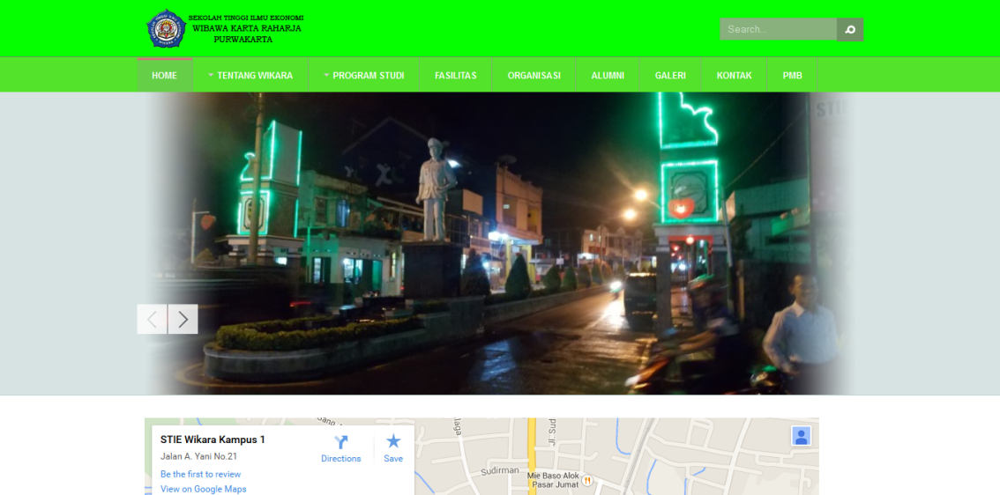 SEKOLAH TINGGI ILMU EKONOMI
WIBAWA KARTA RAHARJA
PURWAKARTA
Search...
HOME
TENTANG WIKARA
PROGRAM STUDI
FASILITAS
ORGANISASI
ALUMNI
GALERI
KONTAK
PMB
STIE Wikara Kampus 1
Jalan A. Yani No.21
Be the first to review
View on Google Maps
Directions
Save
Sudirman
Jl. Sud
Mie Baso Alok
Pasar Jumat